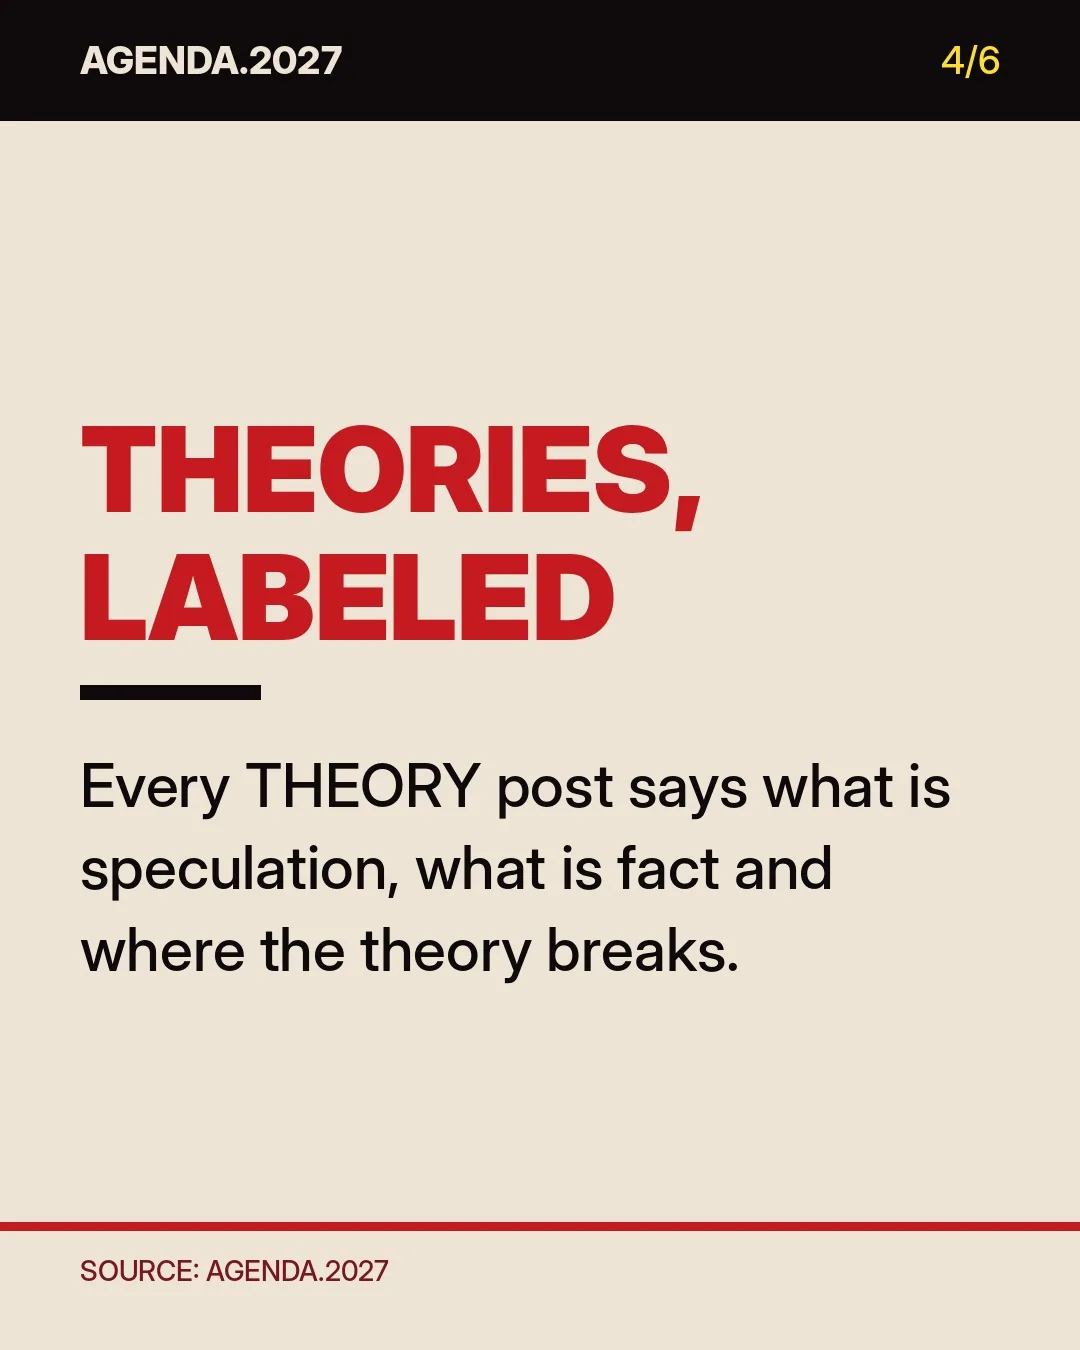 AGENDA.2027
4/6
THEORIES,
LABELED
Every THEORY post says what is
speculation, what is fact and
where the theory breaks.
SOURCE: AGENDA.2027